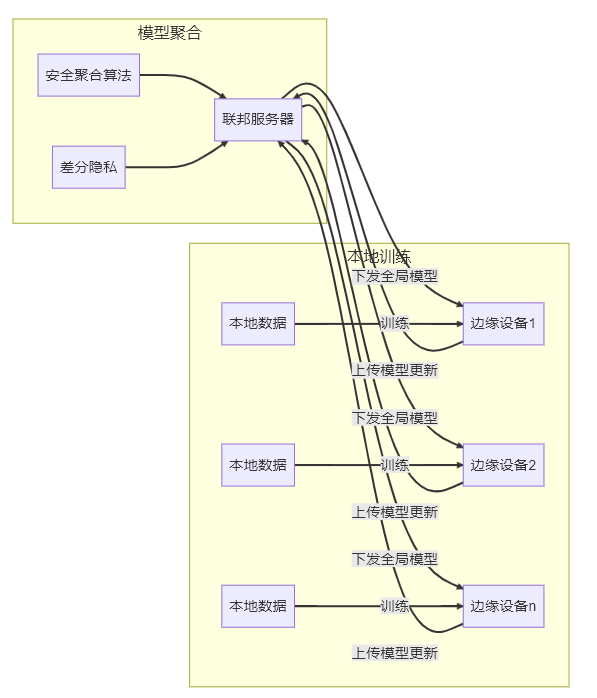 模型聚合
安全聚合算法
联邦服务器
差分隐私
本地训练
下发全局模型
本地数据
训练
边缘设备1
上传模型更新
下发全局模型
本地数据
训练
边缘设备2
上传模型更新
下发全局模型
本地数据
训练
边缘设备n
上传模型更新